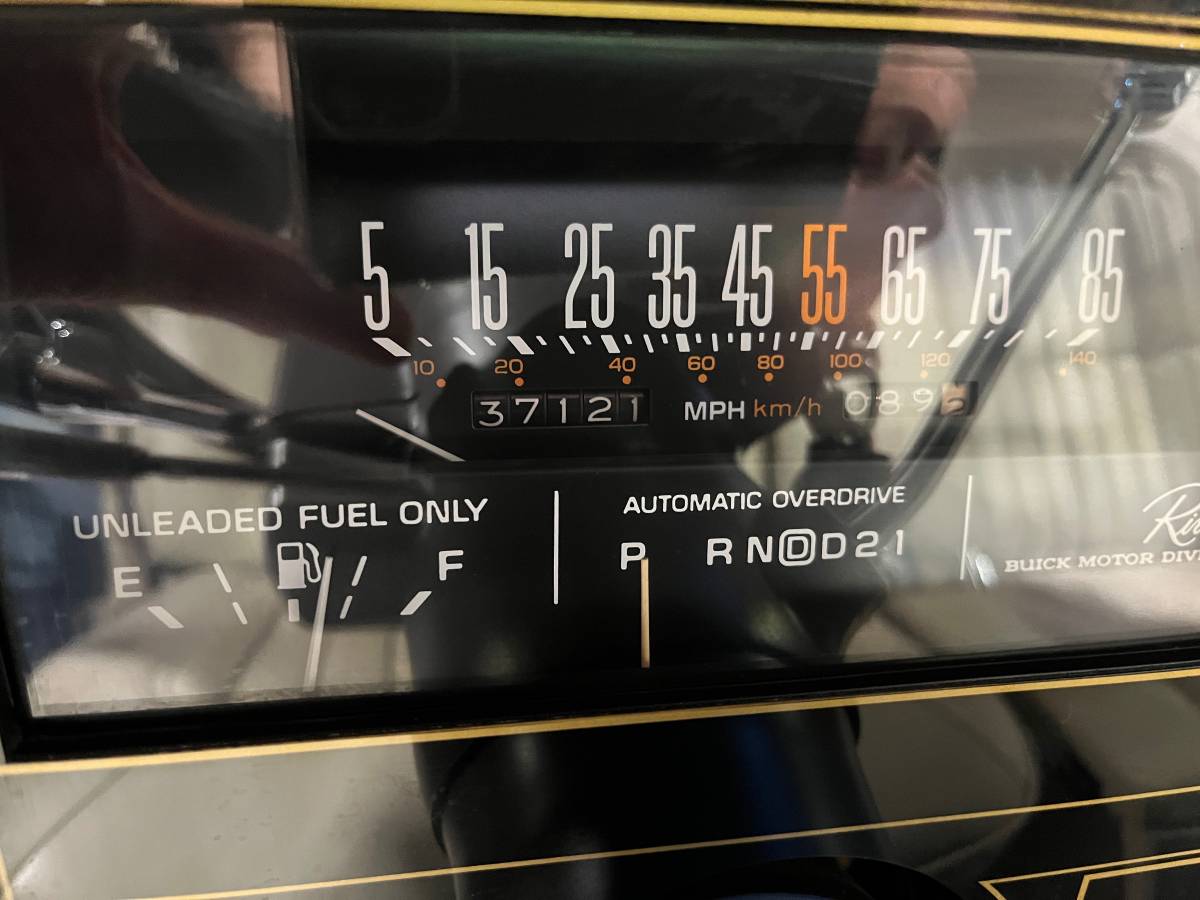 5 15 25 35 45 55 65 75 85
10 20 40 60 80 100 120 140
37121 MPH km/h 089
UNLEADED FUEL ONLY
E F
AUTOMATIC OVERDRIVE
P R N D D 2 1
BUICK MOTOR